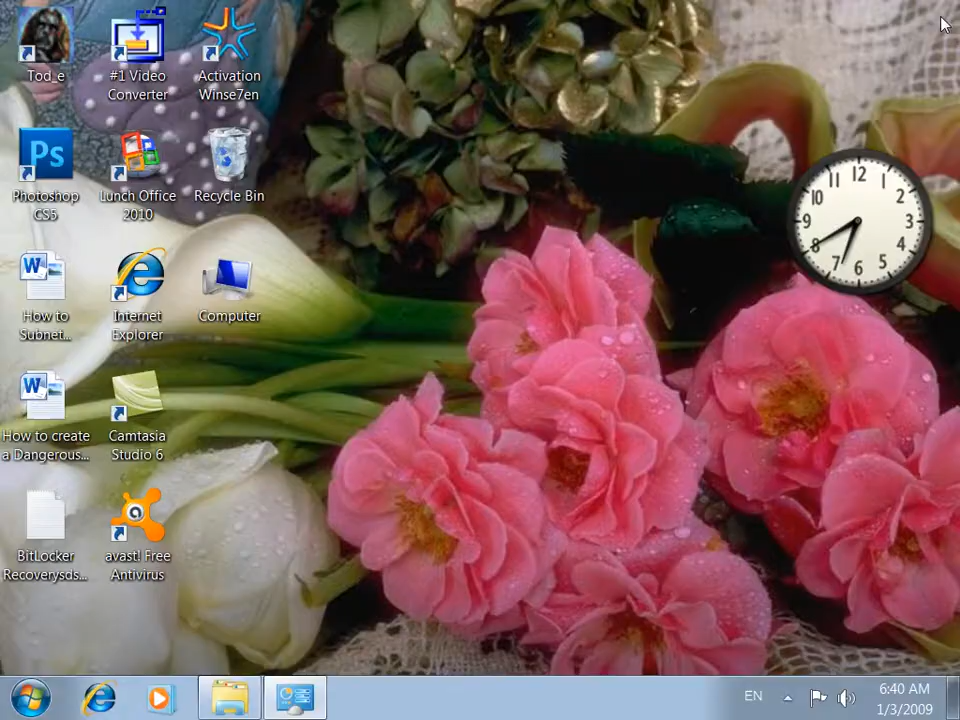 Tod_e
#1 Video
Converter
Activation
Winse7en
Ps
Photoshop
CS5
Lunch Office
2010
Recycle Bin
W
How to
Subnet...
Internet
Explorer
Computer
W
How to create
a Dangerous...
Camtasia
Studio 6
BitLocker
Recoverysds...
a
avast! Free
Antivirus
12
1
2
3
4
5
6
7
8
9
10
11
EN
6:40 AM
1/3/2009